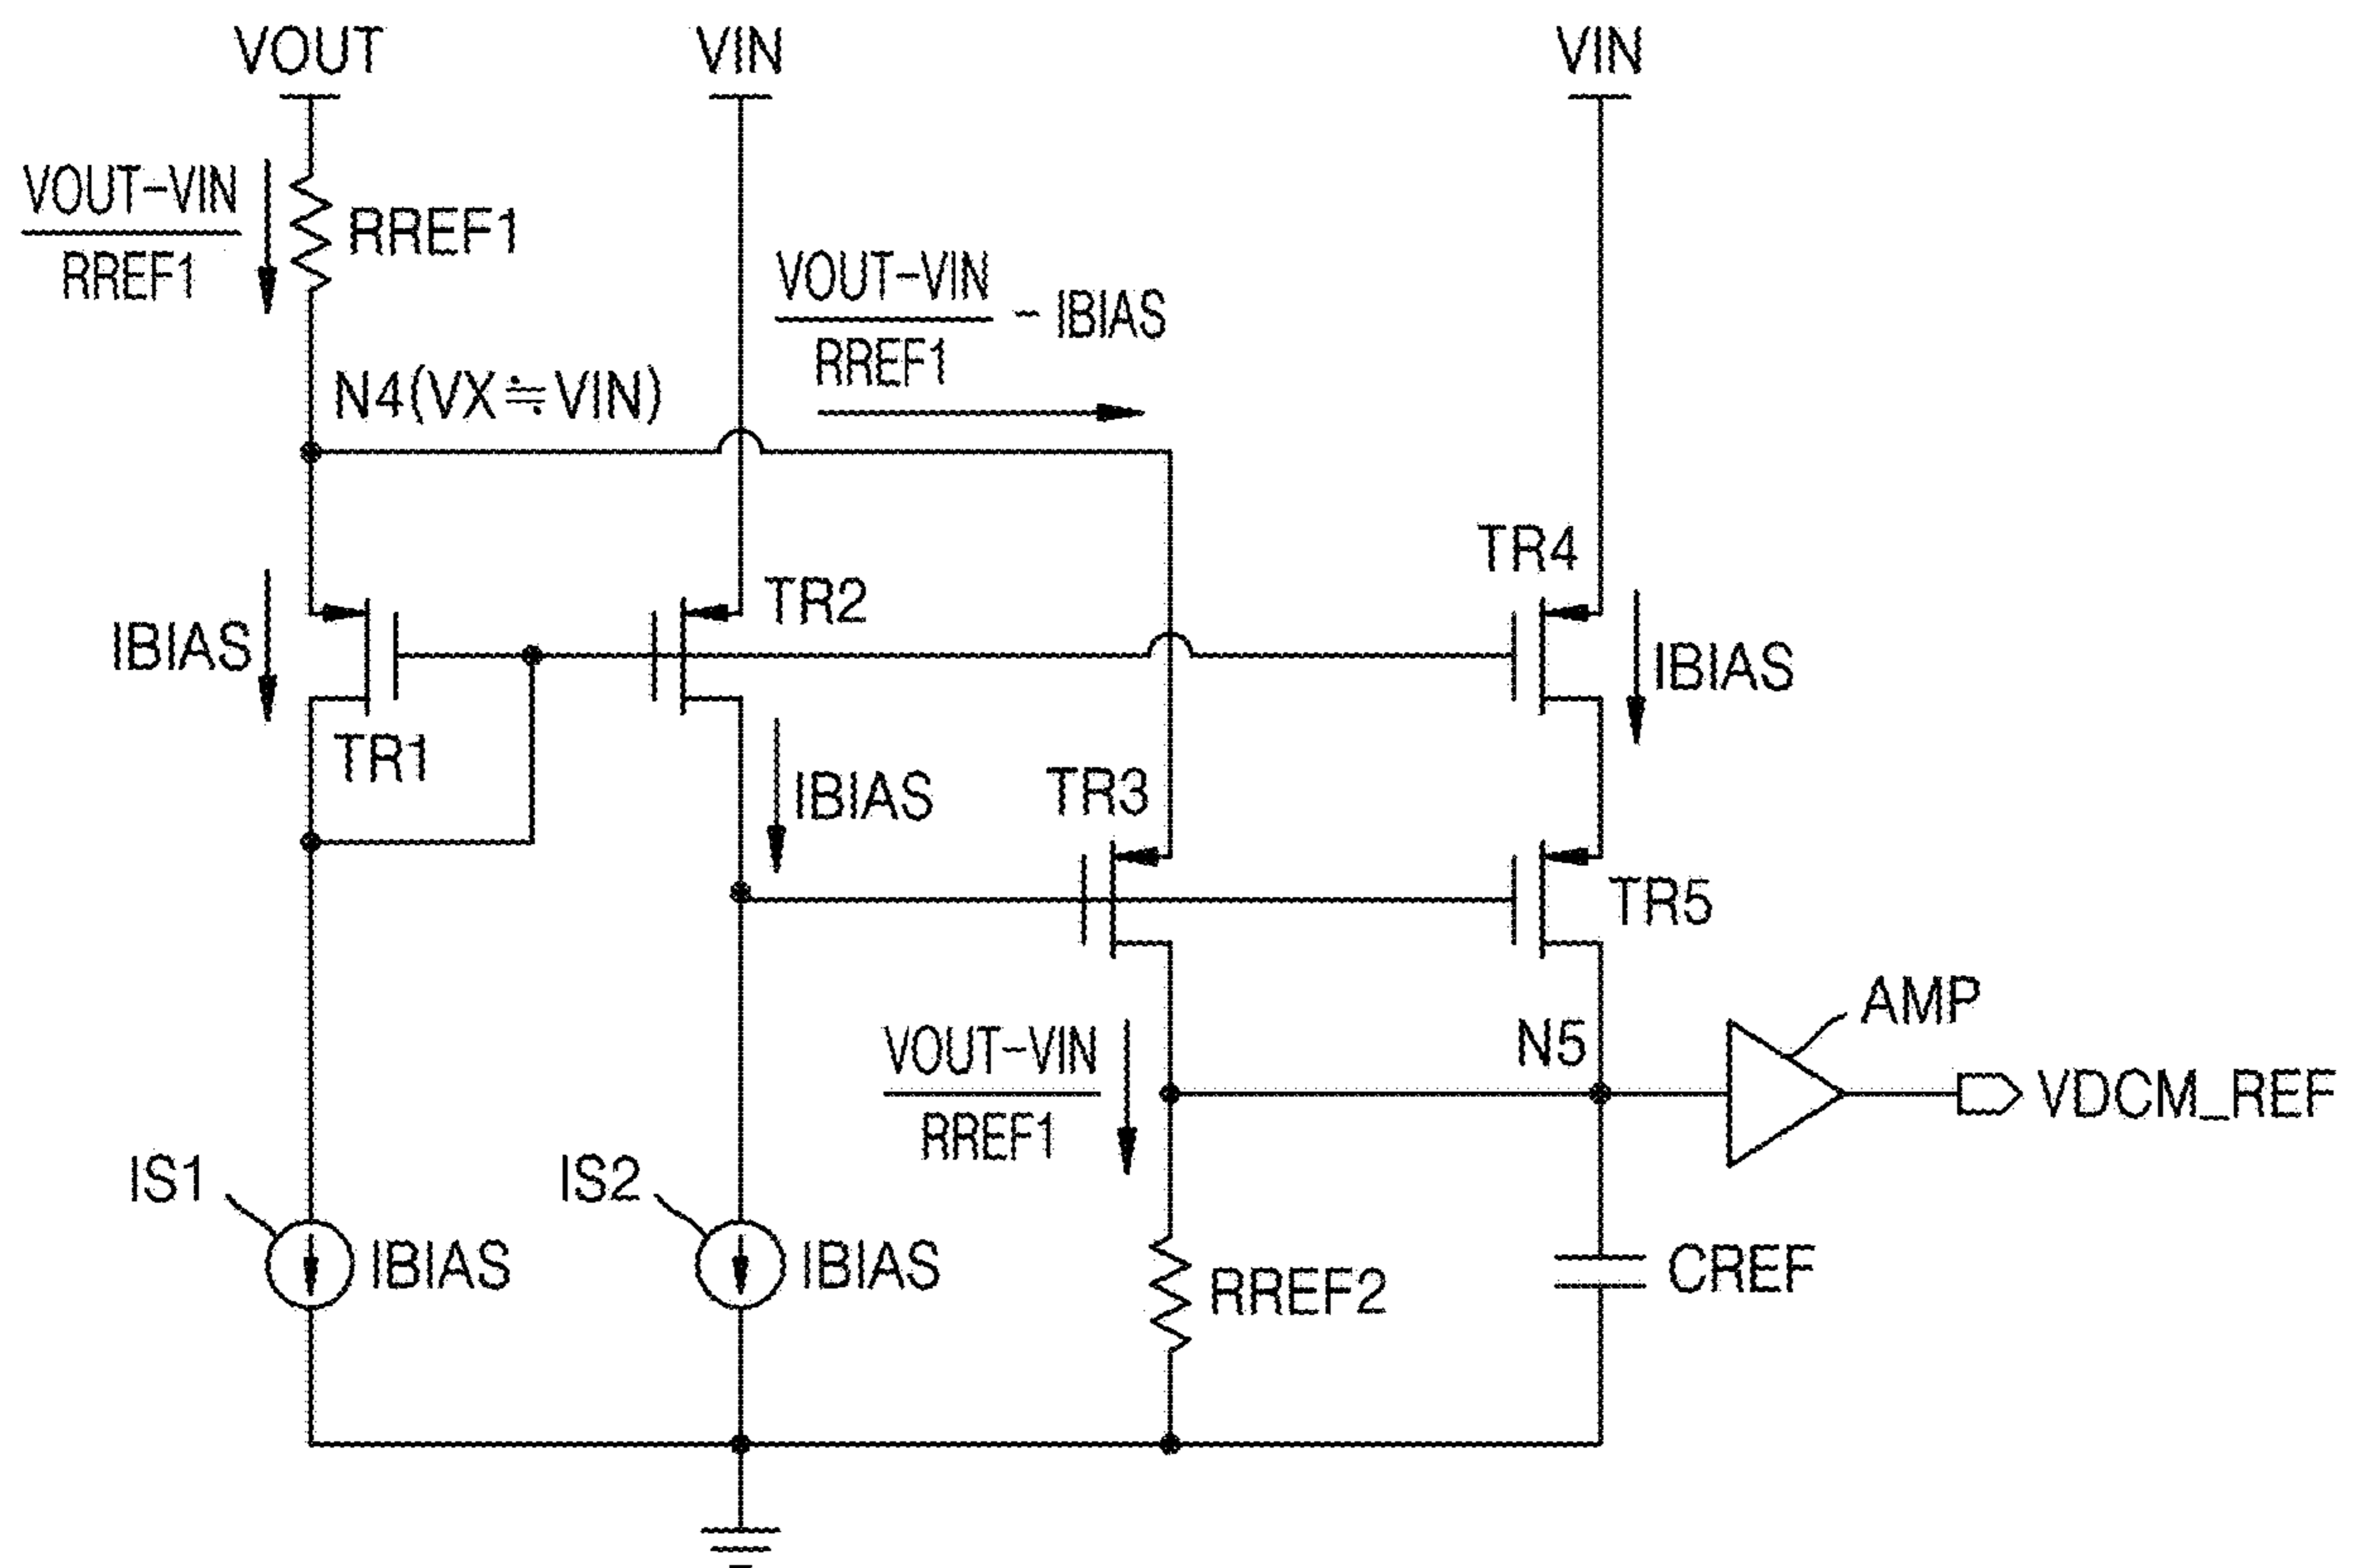 VOUT
VIN
VIN
VOUT-VIN
RREF1
RREF1
VOUT-VIN
RREF1
- IBIAS
N4(VX≒VIN)
TR4
TR2
IBIAS
IBIAS
TR1
IBIAS
TR3
TR5
AMP
N5
VOUT-VIN
RREF1
VDCM_REF
IS1
IS2
IBIAS
IBIAS
RREF2
CREF